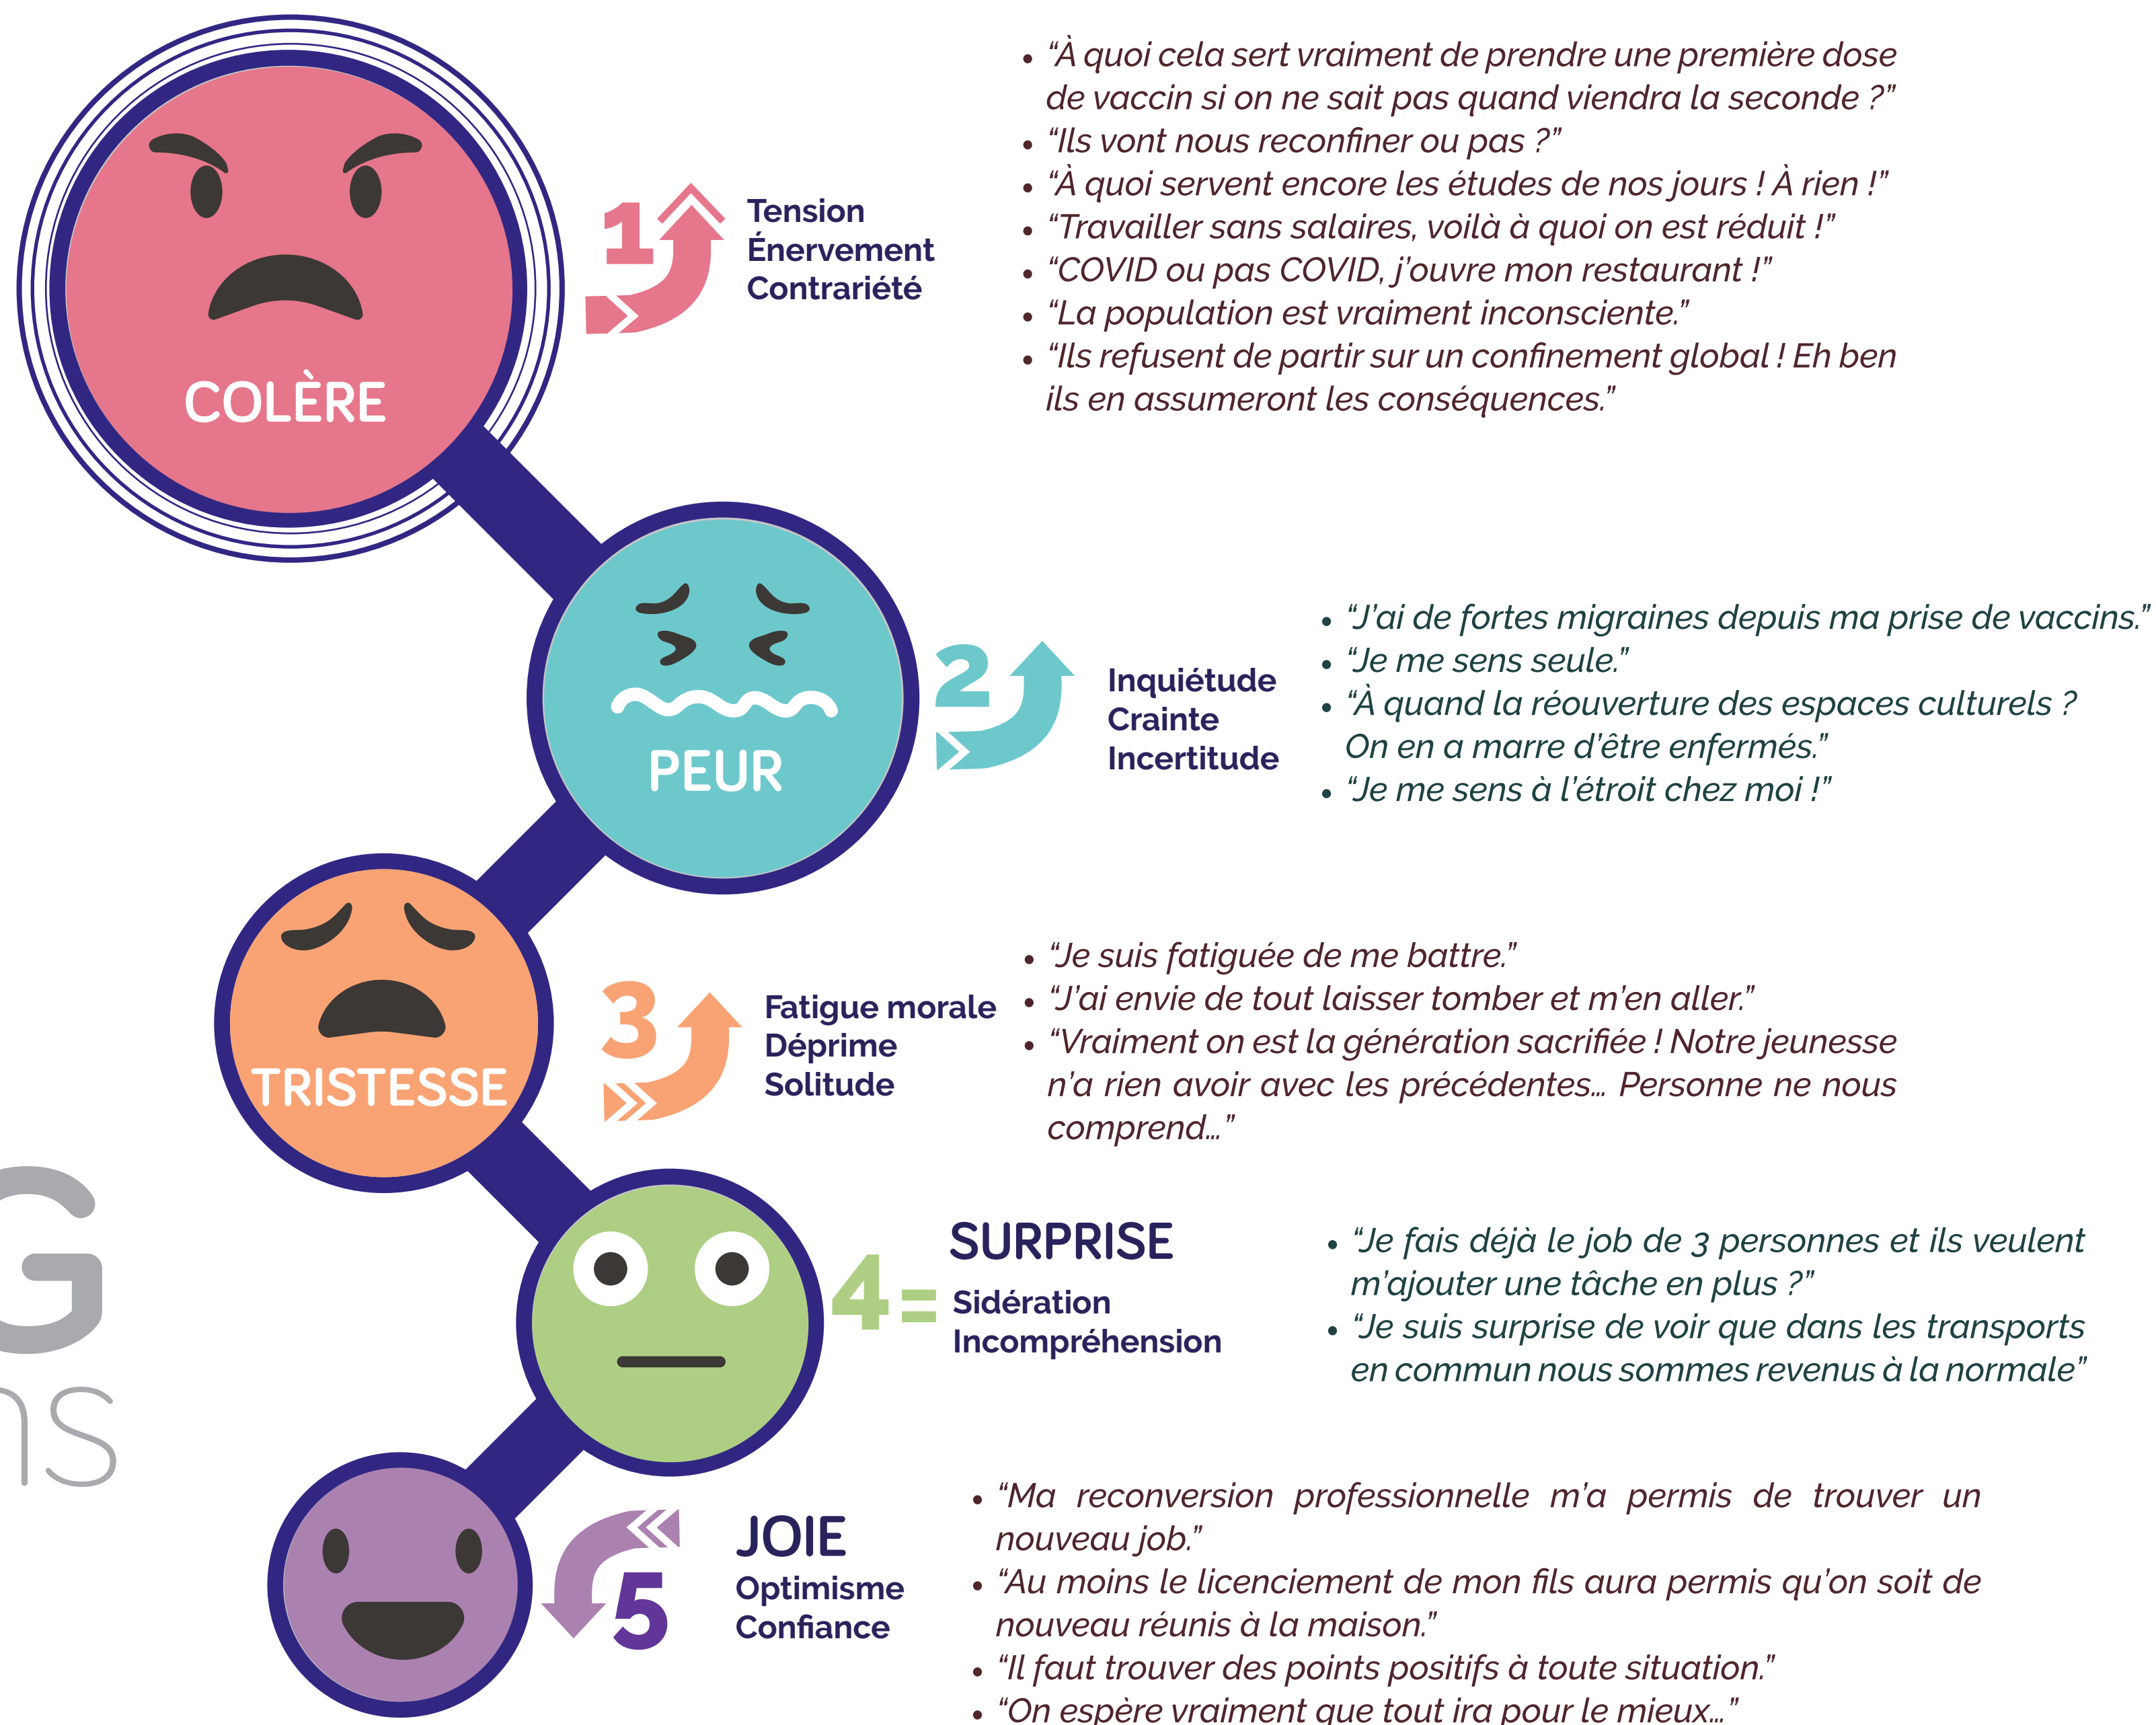 COLÈRE
1
Tension
Énervement
Contrariété
• “À quoi cela sert vraiment de prendre une première dose
de vaccin si on ne sait pas quand viendra la seconde ?”
• “Ils vont nous reconfiner ou pas ?”
• “À quoi servent encore les études de nos jours ! À rien !”
• “Travailler sans salaires, voilà à quoi on est réduit !”
• “COVID ou pas COVID, j’ouvre mon restaurant !”
• “La population est vraiment inconsciente.”
• “Ils refusent de partir sur un confinement global ! Eh ben
ils en assumeront les conséquences.”
PEUR
2
Inquiétude
Crainte
Incertitude
• “J’ai de fortes migraines depuis ma prise de vaccins.”
• “Je me sens seule.”
• “À quand la réouverture des espaces culturels ?
On en a marre d’être enfermés.”
• “Je me sens à l’étroit chez moi !”
TRISTESSE
3
Fatigue morale
Déprime
Solitude
• “Je suis fatiguée de me battre.”
• “J’ai envie de tout laisser tomber et m’en aller.”
• “Vraiment on est la génération sacrifiée ! Notre jeunesse
n’a rien avoir avec les précédentes... Personne ne nous
comprend...”
G
ns
4 =
SURPRISE
Sidération
Incompréhension
• “Je fais déjà le job de 3 personnes et ils veulent
m’ajouter une tâche en plus ?”
• “Je suis surprise de voir que dans les transports
en commun nous sommes revenus à la normale”
5
JOIE
Optimisme
Confiance
• “Ma reconversion professionnelle m’a permis de trouver un
nouveau job.”
• “Au moins le licenciement de mon fils aura permis qu’on soit de
nouveau réunis à la maison.”
• “Il faut trouver des points positifs à toute situation.”
• “On espère vraiment que tout ira pour le mieux...”